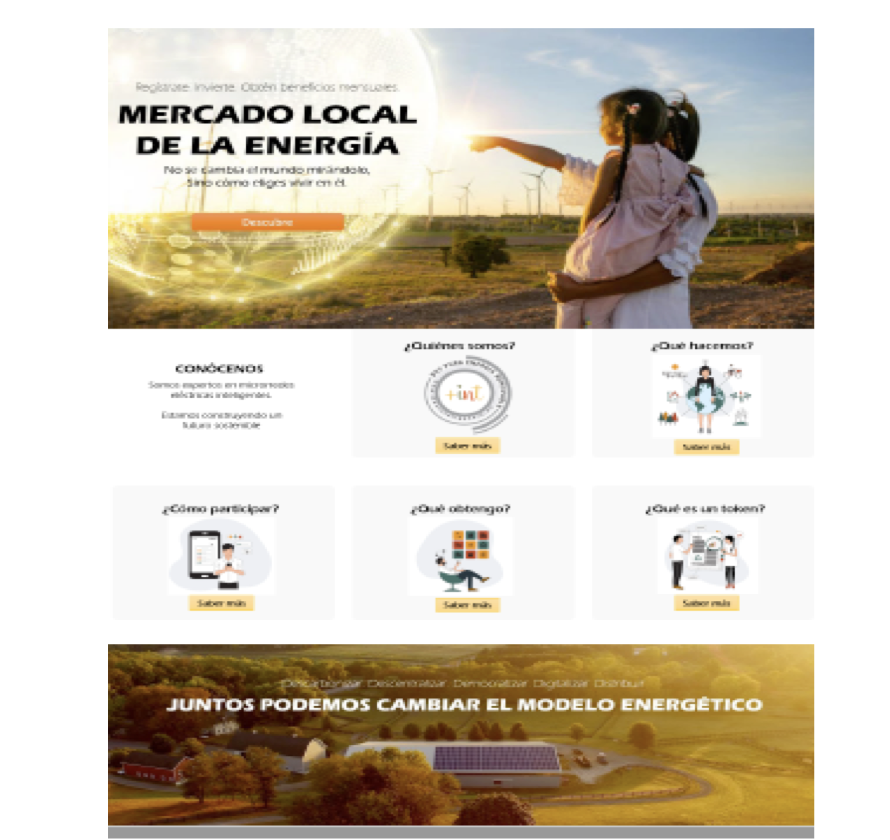 Regístrate. Invierte. Obtén beneficios mensuales.
MERCADO LOCAL
DE LA ENERGÍA
No se cambia el mundo mirándolo,
Sino cómo eliges vivir en él.
Descubre
CONÓCENOS
Somos expertos en micromodos
eléctricas inteligentes.
Estamos construyendo un
futuro sostenible
¿Quiénes somos?
+int
Saber más
¿Qué hacemos?
Saber más
¿Cómo participar?
Saber más
¿Qué obtengo?
Saber más
¿Qué es un token?
Saber más
Descarbonizar Descentralizar Democratizar Digitalizar Distribuir
JUNTOS PODEMOS CAMBIAR EL MODELO ENERGÉTICO